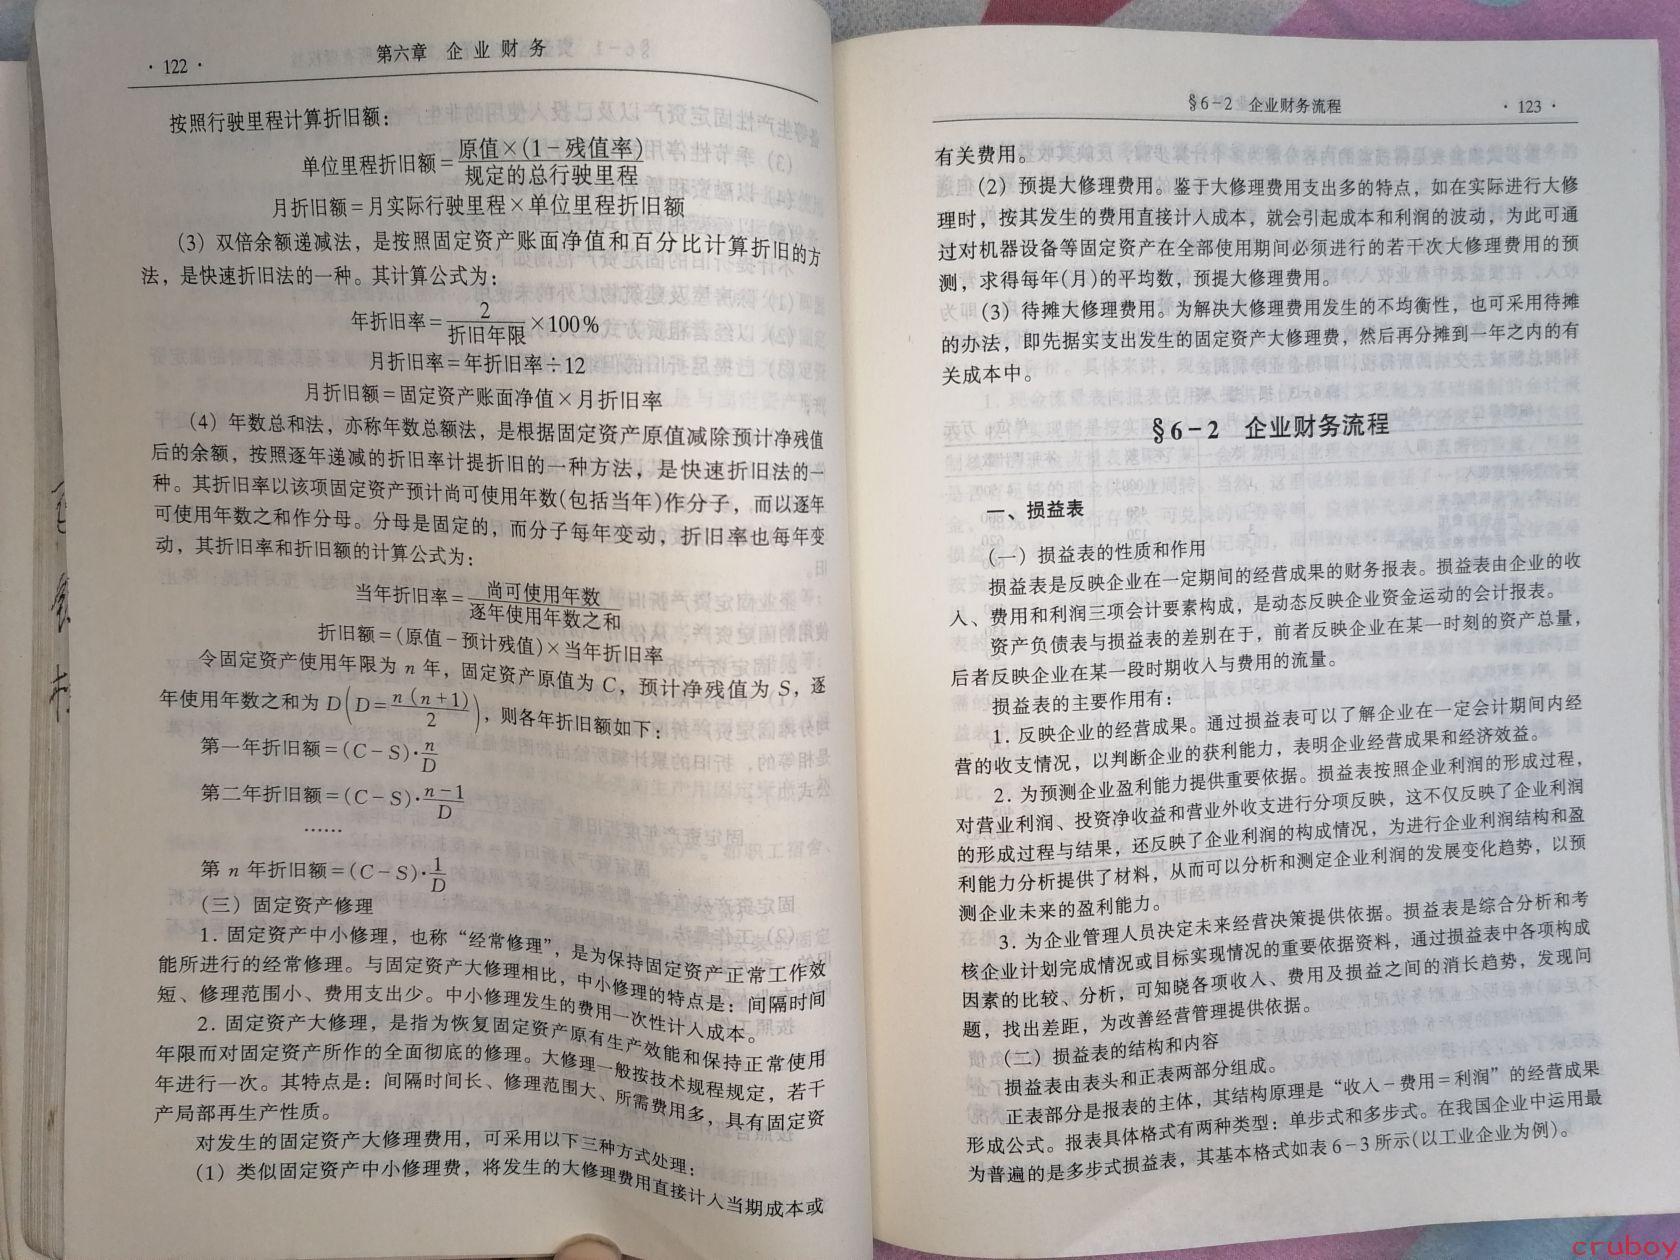 · 122 ·
第六章 企业财务
按照行驶里程计算折旧额：
单位里程折旧额=原值×(1-残值率)/规定的总行驶里程
月折旧额=月实际行驶里程×单位里程折旧额
(3) 双倍余额递减法，是按照固定资产账面净值和百分比计算折旧的方
法，是快速折旧法的一种。其计算公式为：
年折旧率=2/折旧年限×100%
月折旧率=年折旧率÷12
月折旧额=固定资产账面净值×月折旧率
(4) 年数总和法，亦称年数总额法，是根据固定资产原值减除预计净残值
后的余额，按照逐年递减的折旧率计提折旧的一种方法，是快速折旧法的一
种。其折旧率以该项固定资产预计尚可使用年数(包括当年)作分子，而以逐年
可使用年数之和作分母。分母是固定的，而分子每年变动，折旧率也每年变
动，其折旧率和折旧额的计算公式为：
当年折旧率=尚可使用年数/逐年使用年数之和
折旧额=(原值-预计残值)×当年折旧率
令固定资产使用年限为 n 年，固定资产原值为 C，预计净残值为 S，逐
年使用年数之和为 D(D=n(n+1)/2)，则各年折旧额如下：
第一年折旧额=(C-S)·n/D
第二年折旧额=(C-S)·n-1/D
……
第 n 年折旧额=(C-S)·1/D
(三) 固定资产修理
1. 固定资产中小修理，也称“经常修理”，是为保持固定资产正常工作效
能所进行的经常修理。与固定资产大修理相比，中小修理的特点是：间隔时间
短、修理范围小、费用支出少。中小修理发生的费用一次性计入成本。
2. 固定资产大修理，是指为恢复固定资产原有生产效能和保持正常使用
年限而对固定资产所作的全面彻底的修理。大修理一般按技术规程规定，若干
年进行一次。其特点是：间隔时间长、修理范围大、所需费用多，具有固定资
产局部再生产性质。
对发生的固定资产大修理费用，可采用以下三种方式处理：
(1) 类似固定资产中小修理费，将发生的大修理费用直接计入当期成本或
§6-2 企业财务流程
· 123 ·
有关费用。
(2) 预提大修理费用。鉴于大修理费用支出多的特点，如在实际进行大修
理时，按其发生的费用直接计入成本，就会引起成本和利润的波动，为此可通
过对机器设备等固定资产在全部使用期间必须进行的若干次大修理费用的预
测，求得每年(月)的平均数，预提大修理费用。
(3) 待摊大修理费用。为解决大修理费用发生的不均衡性，也可采用待摊
的办法，即先据实支出发生的固定资产大修理费，然后再分摊到一年之内的有
关成本中。
§6-2 企业财务流程
一、损益表
(一) 损益表的性质和作用
损益表是反映企业在一定期间的经营成果的财务报表。损益表由企业的收
入、费用和利润三项会计要素构成，是动态反映企业资金运动的会计报表。
资产负债表与损益表的差别在于，前者反映企业在某一时刻的资产总量，
后者反映企业在某一段时期收入与费用的流量。
损益表的主要作用有：
1. 反映企业的经营成果。通过损益表可以了解企业在一定会计期间内经
营的收支情况，以判断企业的获利能力，表明企业经营成果和经济效益。
2. 为预测企业盈利能力提供重要依据。损益表按照企业利润的形成过程，
对营业利润、投资净收益和营业外收支进行分项反映，这不仅反映了企业利润
的形成过程与结果，还反映了企业利润的构成情况，为进行企业利润结构和盈
利能力分析提供了材料，从而可以分析和测定企业利润的发展变化趋势，以预
测企业未来的盈利能力。
3. 为企业管理人员决定未来经营决策提供依据。损益表是综合分析和考
核企业计划完成情况或目标实现情况的重要依据资料，通过损益表中各项构成
因素的比较、分析，可知晓各项收入、费用及损益之间的消长趋势，发现问
题，找出差距，为改善经营管理提供依据。
(二) 损益表的结构和内容
损益表由表头和正表两部分组成。
正表部分是报表的主体，其结构原理是“收入-费用=利润”的经营成果
形成公式。报表具体格式有两种类型：单步式和多步式。在我国企业中运用最
为普遍的是多步式损益表，其基本格式如表 6-3 所示(以工业企业为例)。
cruboy